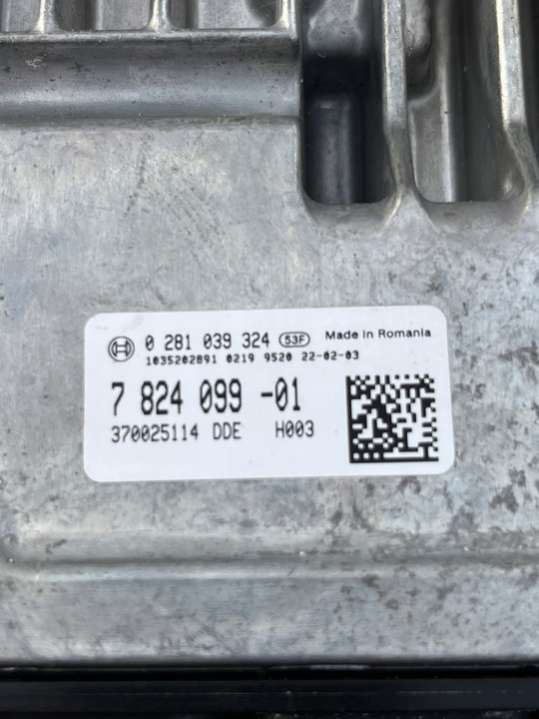 0 281 039 324 53F Made in Romania
1035202891 0219 9520 22-02-03
7 824 099 -01
370025114 DDE H003